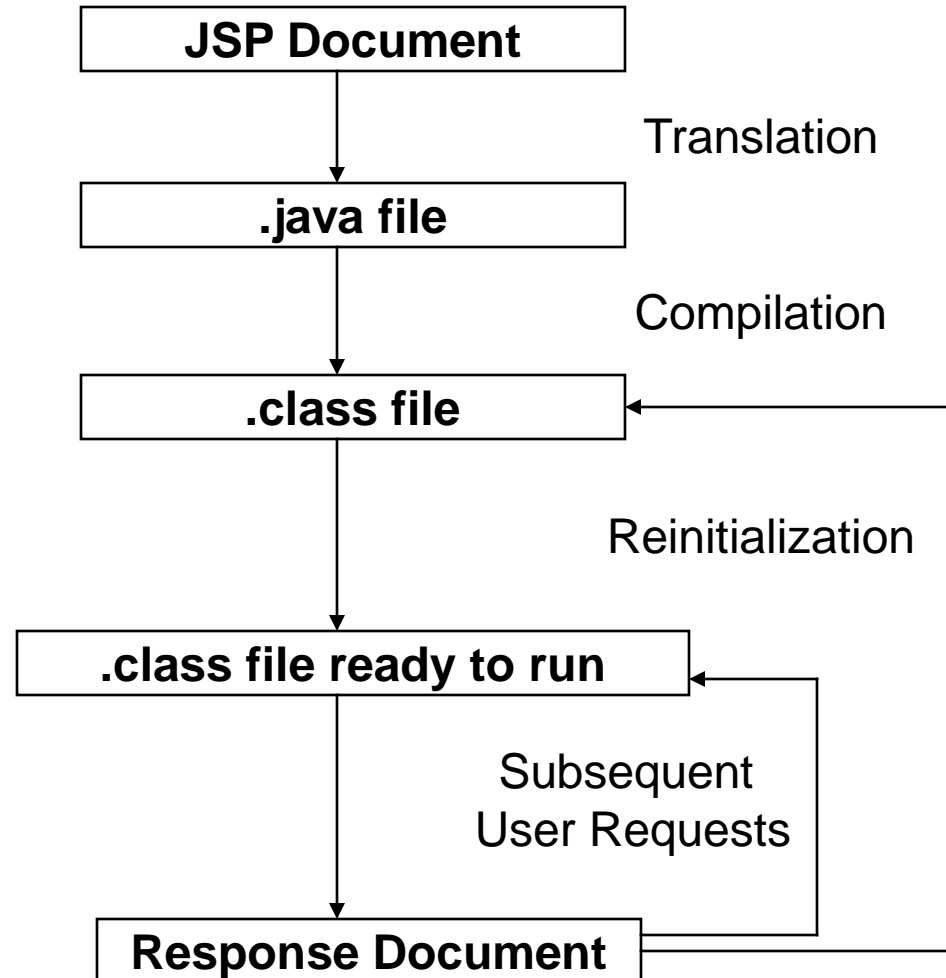 JSP Document
Translation
.java file
Compilation
.class file
Reinitialization
.class file ready to run
Subsequent
User Requests
Response Document